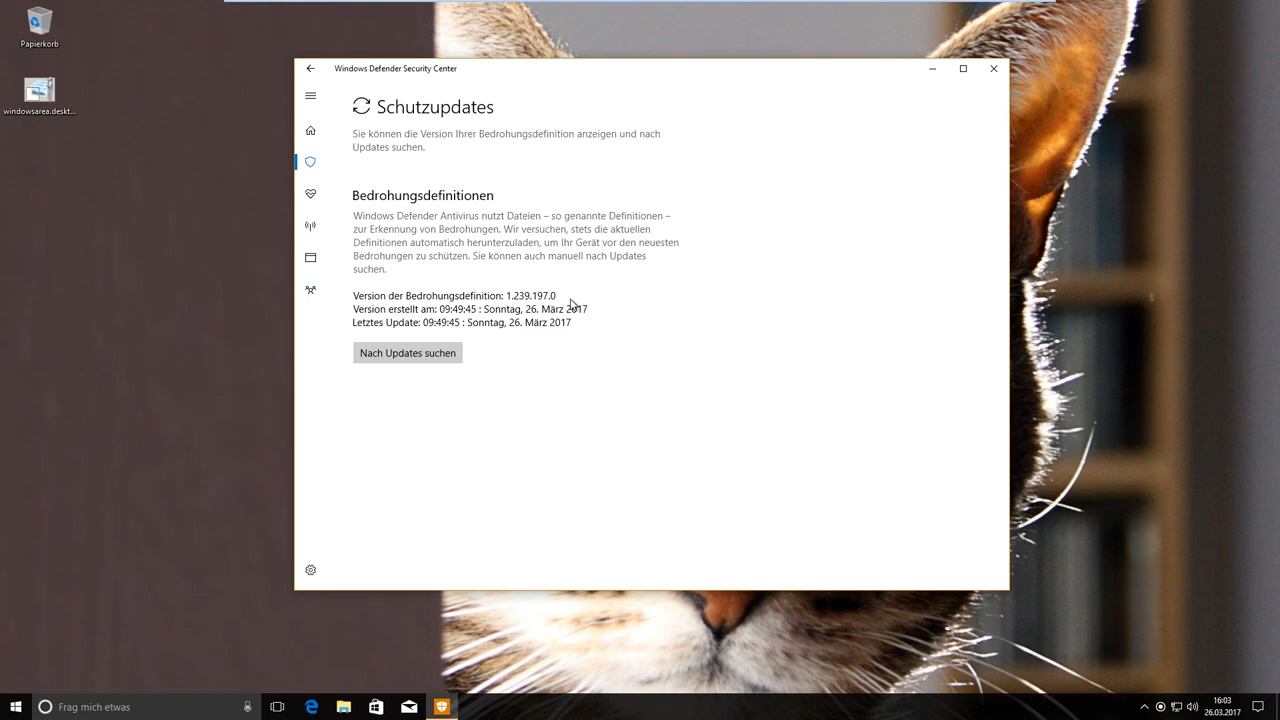 Papierkorb
windowsarea.deskt...
Windows Defender Security Center
Schutzupdates
Sie können die Version Ihrer Bedrohungsdefinition anzeigen und nach
Updates suchen.
Bedrohungsdefinitionen
Windows Defender Antivirus nutzt Dateien – so genannte Definitionen –
zur Erkennung von Bedrohungen. Wir versuchen, stets die aktuellen
Definitionen automatisch herunterzuladen, um Ihr Gerät vor den neuesten
Bedrohungen zu schützen. Sie können auch manuell nach Updates
suchen.
Version der Bedrohungsdefinition: 1.239.197.0
Version erstellt am: 09:49:45 : Sonntag, 26. März 2017
Letztes Update: 09:49:45 : Sonntag, 26. März 2017
Nach Updates suchen
Frag mich etwas
16:03
26.03.2017